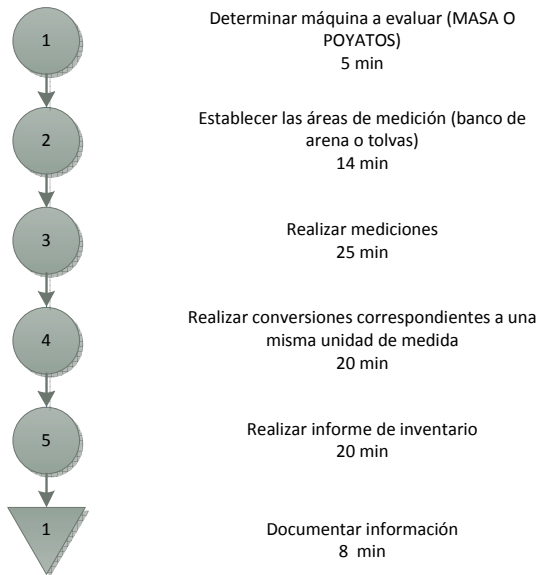 1
Determinar máquina a evaluar (MASA O
POYATOS)
5 min
2
Establecer las áreas de medición (banco de
arena o tolvas)
14 min
3
Realizar mediciones
25 min
4
Realizar conversiones correspondientes a una
misma unidad de medida
20 min
5
Realizar informe de inventario
20 min
1
Documentar información
8 min